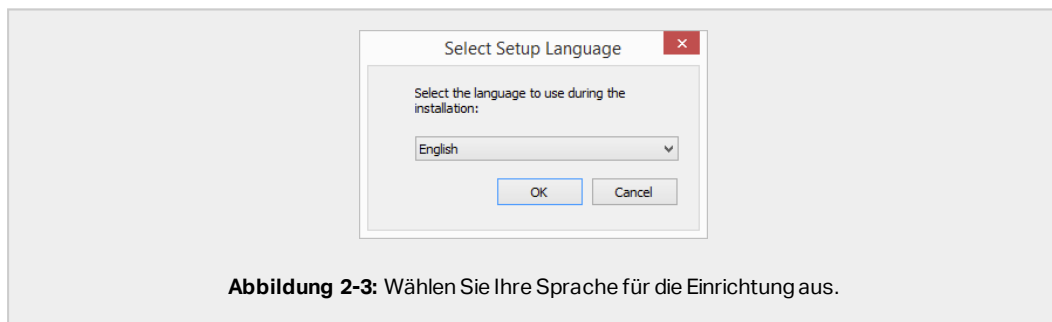 Select Setup Language
Select the language to use during the
installation:
English
OK
Cancel
Abbildung 2-3: Wählen Sie Ihre Sprache für die Einrichtung aus.